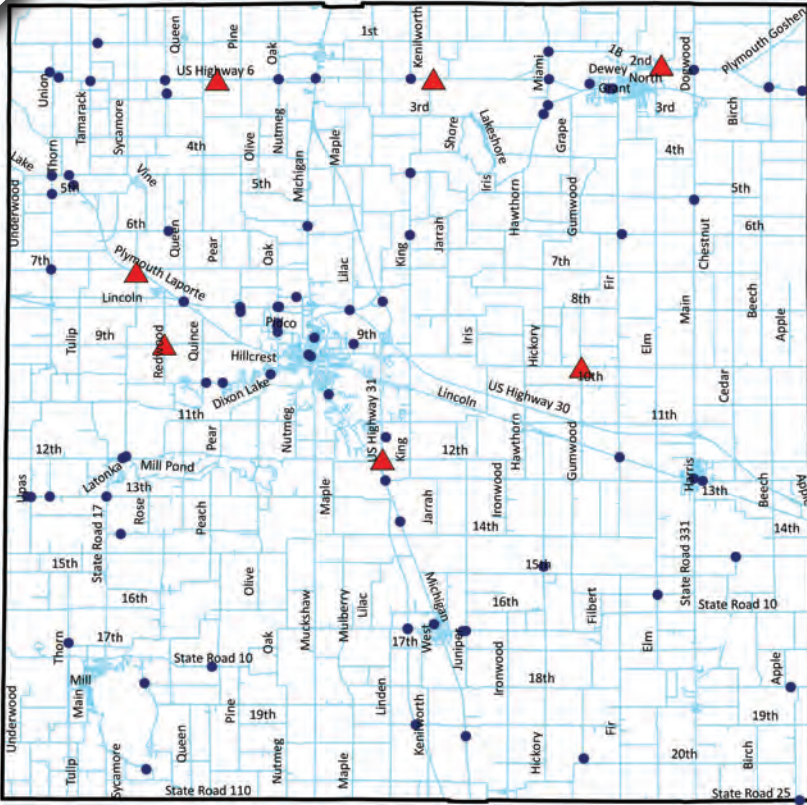 1st
Queen
Pine
Oak
Kenilworth
US Highway 6
Union
Tamarack
Sycamore
Nutmeg
Olive
4th
Michigan
Maple
3rd
Shore
Lakeshore
Miami
1B
2nd
Dewey
North
Grant
Dogwood
Plymouth Goshen
3rd
Birch
Grape
4th
Lake
Thorn
5th
Vine
5th
Iris
Hawthorn
Gumwood
5th
Underwood
6th
Queen
Pear
Oak
King
Jarrah
Chestnut
6th
7th
Plymouth Laporte
Lincoln
Lilac
7th
8th
Fir
Main
Beech
Apple
Tulip
9th
Redwood
Quince
Pidco
9th
Hillcrest
Iris
Hickory
Elm
10th
Dixon Lake
US Highway 31
Lincoln
US Highway 30
Cedar
11th
11th
Pear
Nutmeg
12th
Latonka
Mill Pond
King
12th
Hawthorn
Gumwood
Upas
13th
Rose
Peach
Maple
Jarrah
Ironwood
Harris
13th
Beech
State Road 17
14th
14th
15th
Olive
15th
State Road 331
16th
Muckshaw
Mulberry
Lilac
Michigan
16th
Filbert
State Road 10
Thorn
17th
Oak
17th
West
Juniper
Elm
State Road 10
Mill
Main
Ironwood
18th
Apple
Underwood
Pine
19th
Linden
Kenilworth
Fir
19th
Tulip
Sycamore
Queen
Nutmeg
Maple
Hickory
20th
Birch
State Road 110
State Road 25